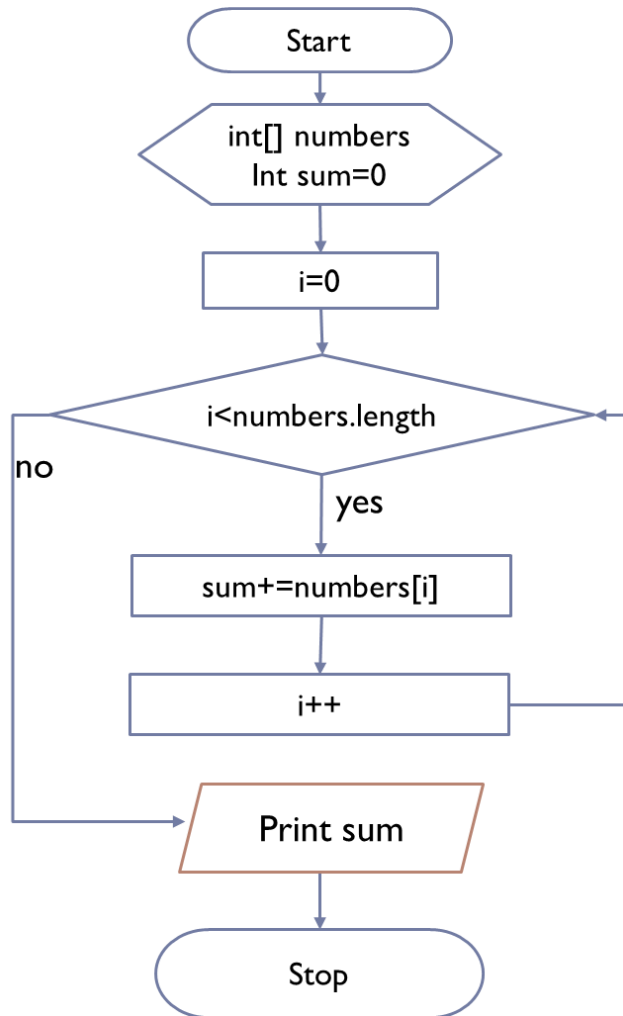 Start
int[] numbers
Int sum=0
i=0
i<numbers.length
no
yes
sum+=numbers[i]
i++
Print sum
Stop